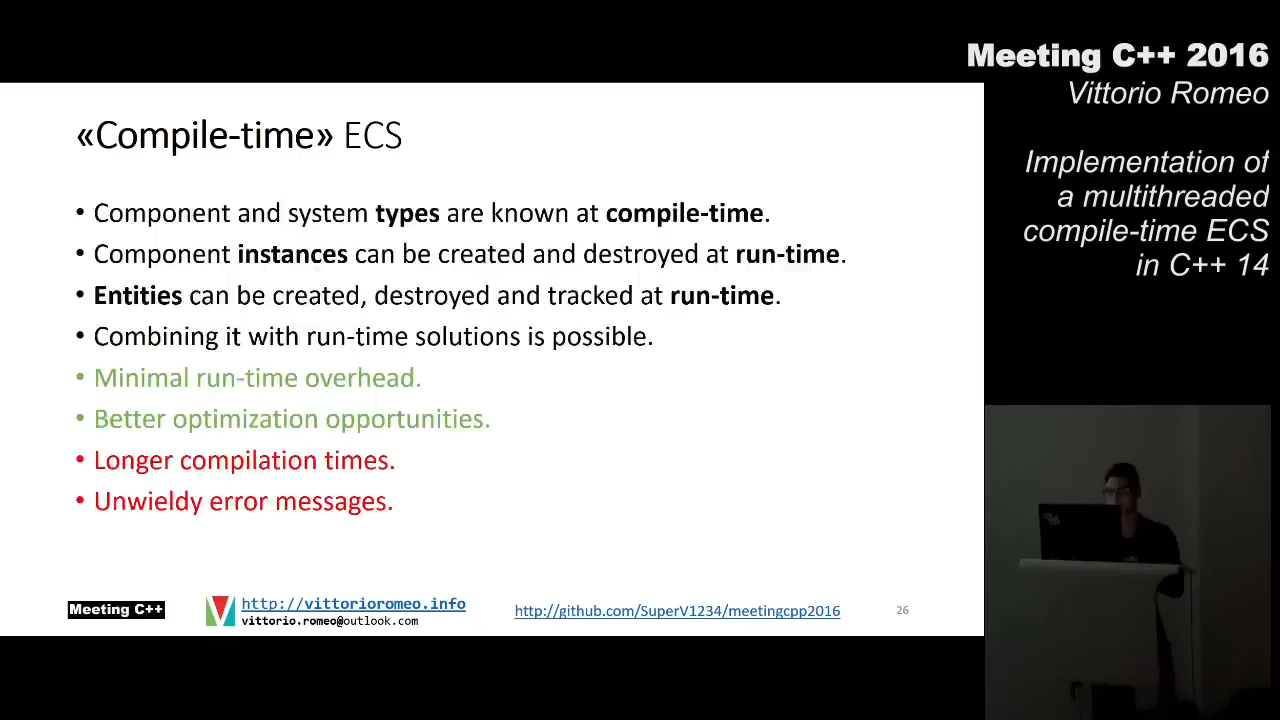 Meeting C++ 2016
Vittorio Romeo
Implementation of
a multithreaded
compile-time ECS
in C++ 14
«Compile-time» ECS
• Component and system types are known at compile-time.
• Component instances can be created and destroyed at run-time.
• Entities can be created, destroyed and tracked at run-time.
• Combining it with run-time solutions is possible.
• Minimal run-time overhead.
• Better optimization opportunities.
• Longer compilation times.
• Unwieldy error messages.
Meeting C++
http://vittorioromeo.info
vittorio.romeo@outlook.com
http://github.com/SuperV1234/meetingcpp2016
26